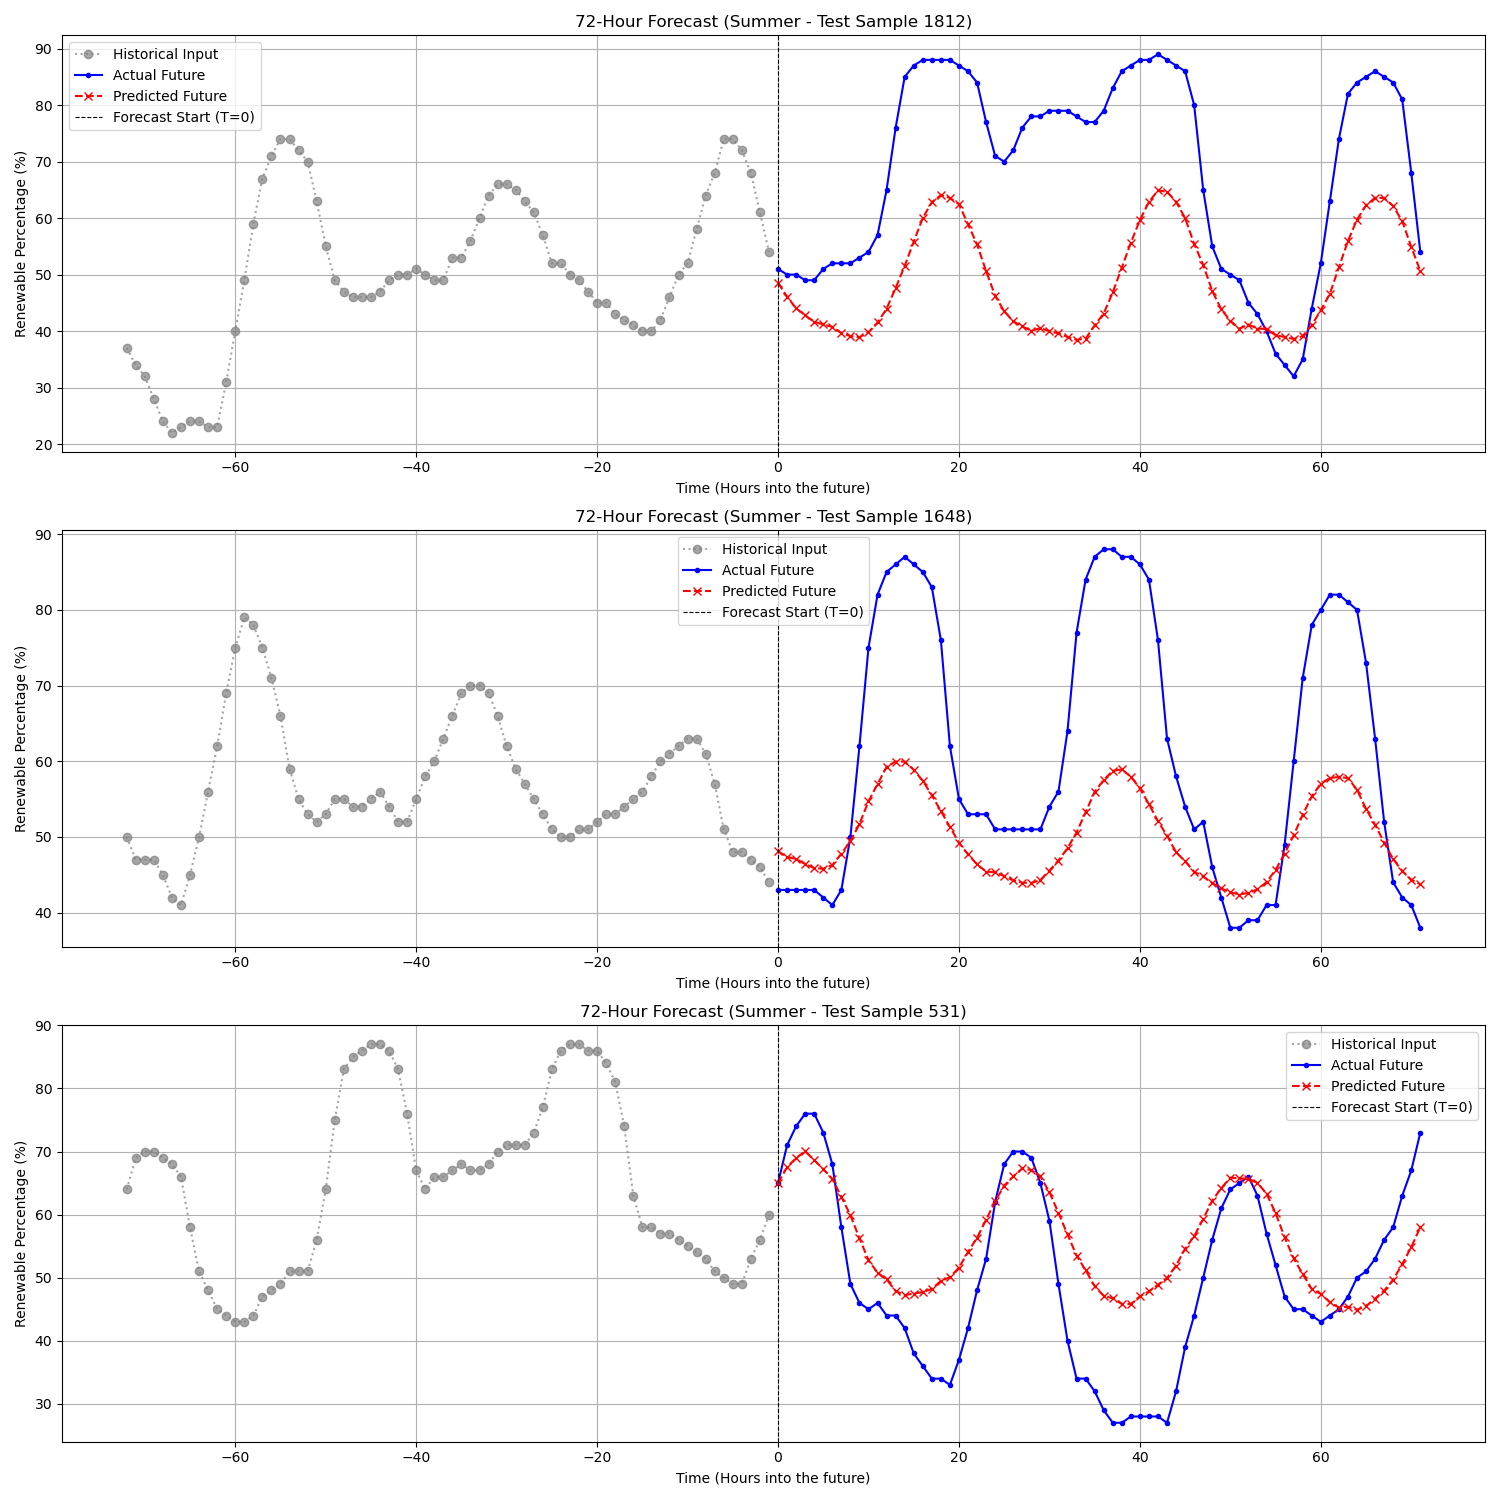 72-Hour Forecast (Summer - Test Sample 1812)
Historical Input
Actual Future
Predicted Future
Forecast Start (T=0)
Renewable Percentage (%)
90
80
70
60
50
40
30
20
−60
−40
−20
0
20
40
60
Time (Hours into the future)
72-Hour Forecast (Summer - Test Sample 1648)
Historical Input
Actual Future
Predicted Future
Forecast Start (T=0)
Renewable Percentage (%)
90
80
70
60
50
40
−60
−40
−20
0
20
40
60
Time (Hours into the future)
72-Hour Forecast (Summer - Test Sample 531)
Historical Input
Actual Future
Predicted Future
Forecast Start (T=0)
Renewable Percentage (%)
90
80
70
60
50
40
30
−60
−40
−20
0
20
40
60
Time (Hours into the future)